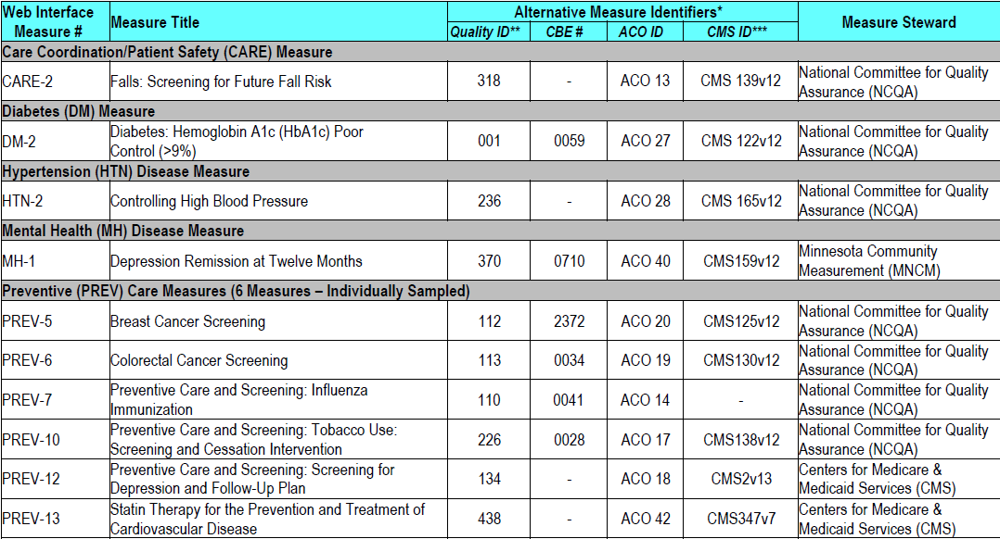 Web Interface Measure # Measure Title Alternative Measure Identifiers* Measure Steward
Quality ID** CBE # ACO ID CMS ID***
Care Coordination/Patient Safety (CARE) Measure
CARE-2 Falls: Screening for Future Fall Risk 318 - ACO 13 CMS 139v12 National Committee for Quality
Assurance (NCQA)
Diabetes (DM) Measure
DM-2 Diabetes: Hemoglobin A1c (HbA1c) Poor
Control (>9%) 001 0059 ACO 27 CMS 122v12 National Committee for Quality
Assurance (NCQA)
Hypertension (HTN) Disease Measure
HTN-2 Controlling High Blood Pressure 236 - ACO 28 CMS 165v12 National Committee for Quality
Assurance (NCQA)
Mental Health (MH) Disease Measure
MH-1 Depression Remission at Twelve Months 370 0710 ACO 40 CMS159v12 Minnesota Community
Measurement (MNCM)
Preventive (PREV) Care Measures (6 Measures – Individually Sampled)
PREV-5 Breast Cancer Screening 112 2372 ACO 20 CMS125v12 National Committee for Quality
Assurance (NCQA)
PREV-6 Colorectal Cancer Screening 113 0034 ACO 19 CMS130v12 National Committee for Quality
Assurance (NCQA)
PREV-7 Preventive Care and Screening: Influenza
Immunization 110 0041 ACO 14 - National Committee for Quality
Assurance (NCQA)
PREV-10 Preventive Care and Screening: Tobacco Use:
Screening and Cessation Intervention 226 0028 ACO 17 CMS138v12 National Committee for Quality
Assurance (NCQA)
PREV-12 Preventive Care and Screening: Screening for
Depression and Follow-Up Plan 134 - ACO 18 CMS2v13 Centers for Medicare &
Medicaid Services (CMS)
PREV-13 Statin Therapy for the Prevention and Treatment of
Cardiovascular Disease 438 - ACO 42 CMS347v7 Centers for Medicare &
Medicaid Services (CMS)